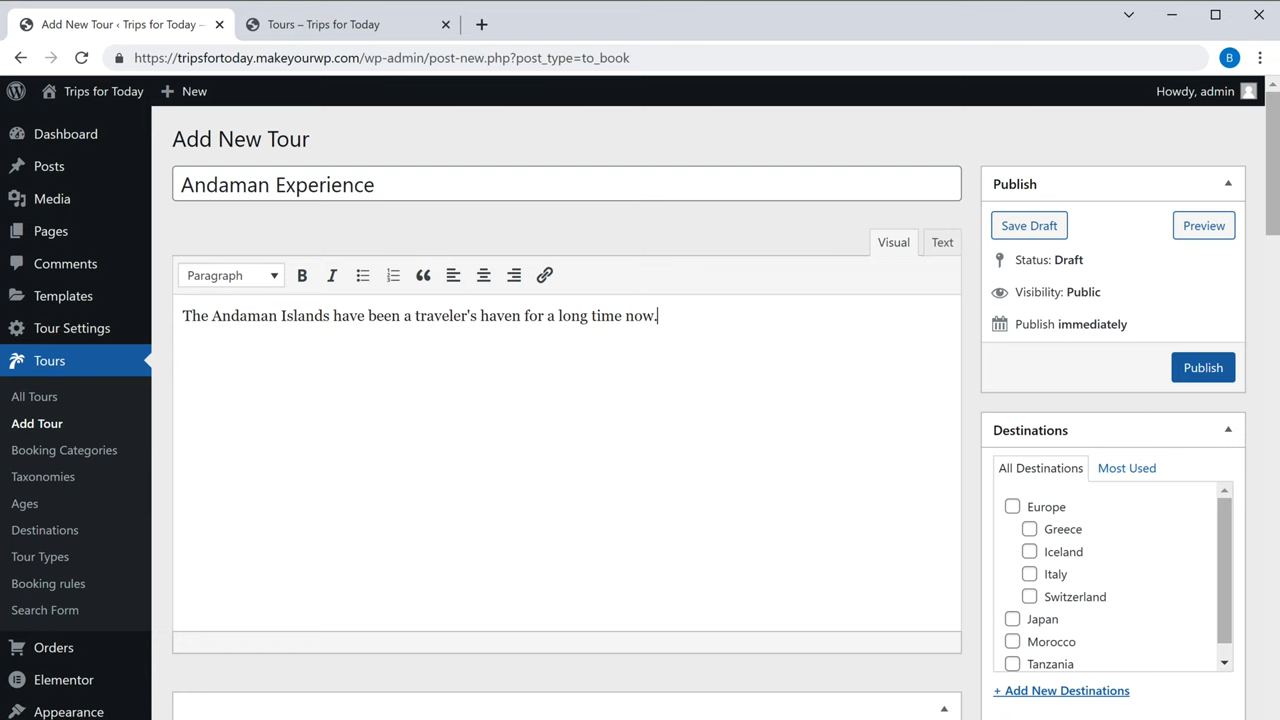 Add New Tour ‹ Trips for Today —
Tours – Trips for Today
https://tripsfortoday.makeyourwp.com/wp-admin/post-new.php?post_type=to_book
B
Trips for Today
New
Howdy, admin
Dashboard
Posts
Media
Pages
Comments
Templates
Tour Settings
Tours
All Tours
Add Tour
Booking Categories
Taxonomies
Ages
Destinations
Tour Types
Booking rules
Search Form
Orders
Elementor
Appearance
Add New Tour
Andaman Experience
Visual
Text
Paragraph
The Andaman Islands have been a traveler's haven for a long time now.
Publish
Save Draft
Preview
Status: Draft
Visibility: Public
Publish immediately
Publish
Destinations
All Destinations
Most Used
Europe
Greece
Iceland
Italy
Switzerland
Japan
Morocco
Tanzania
+ Add New Destinations